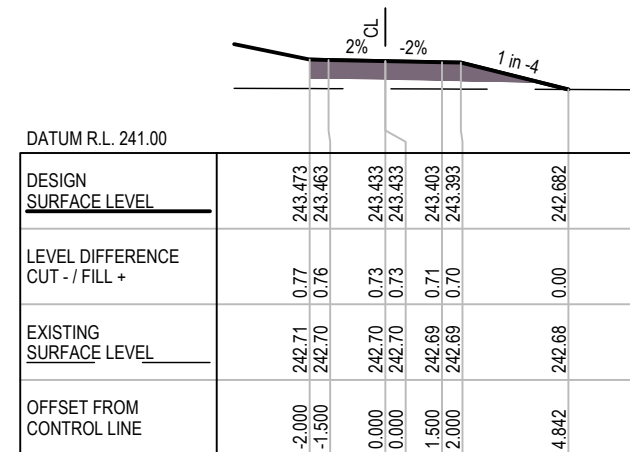 CL
2% -2%
1 in -4
DATUM R.L. 241.00
DESIGN
SURFACE LEVEL
243.473 243.463 243.433 243.433 243.403 243.393 242.682
LEVEL DIFFERENCE
CUT - / FILL +
0.77 0.76 0.73 0.73 0.71 0.70 0.00
EXISTING
SURFACE LEVEL
242.71 242.70 242.70 242.70 242.69 242.69 242.68
OFFSET FROM
CONTROL LINE
-2.000 -1.500 0.000 0.000 1.500 2.000 4.842